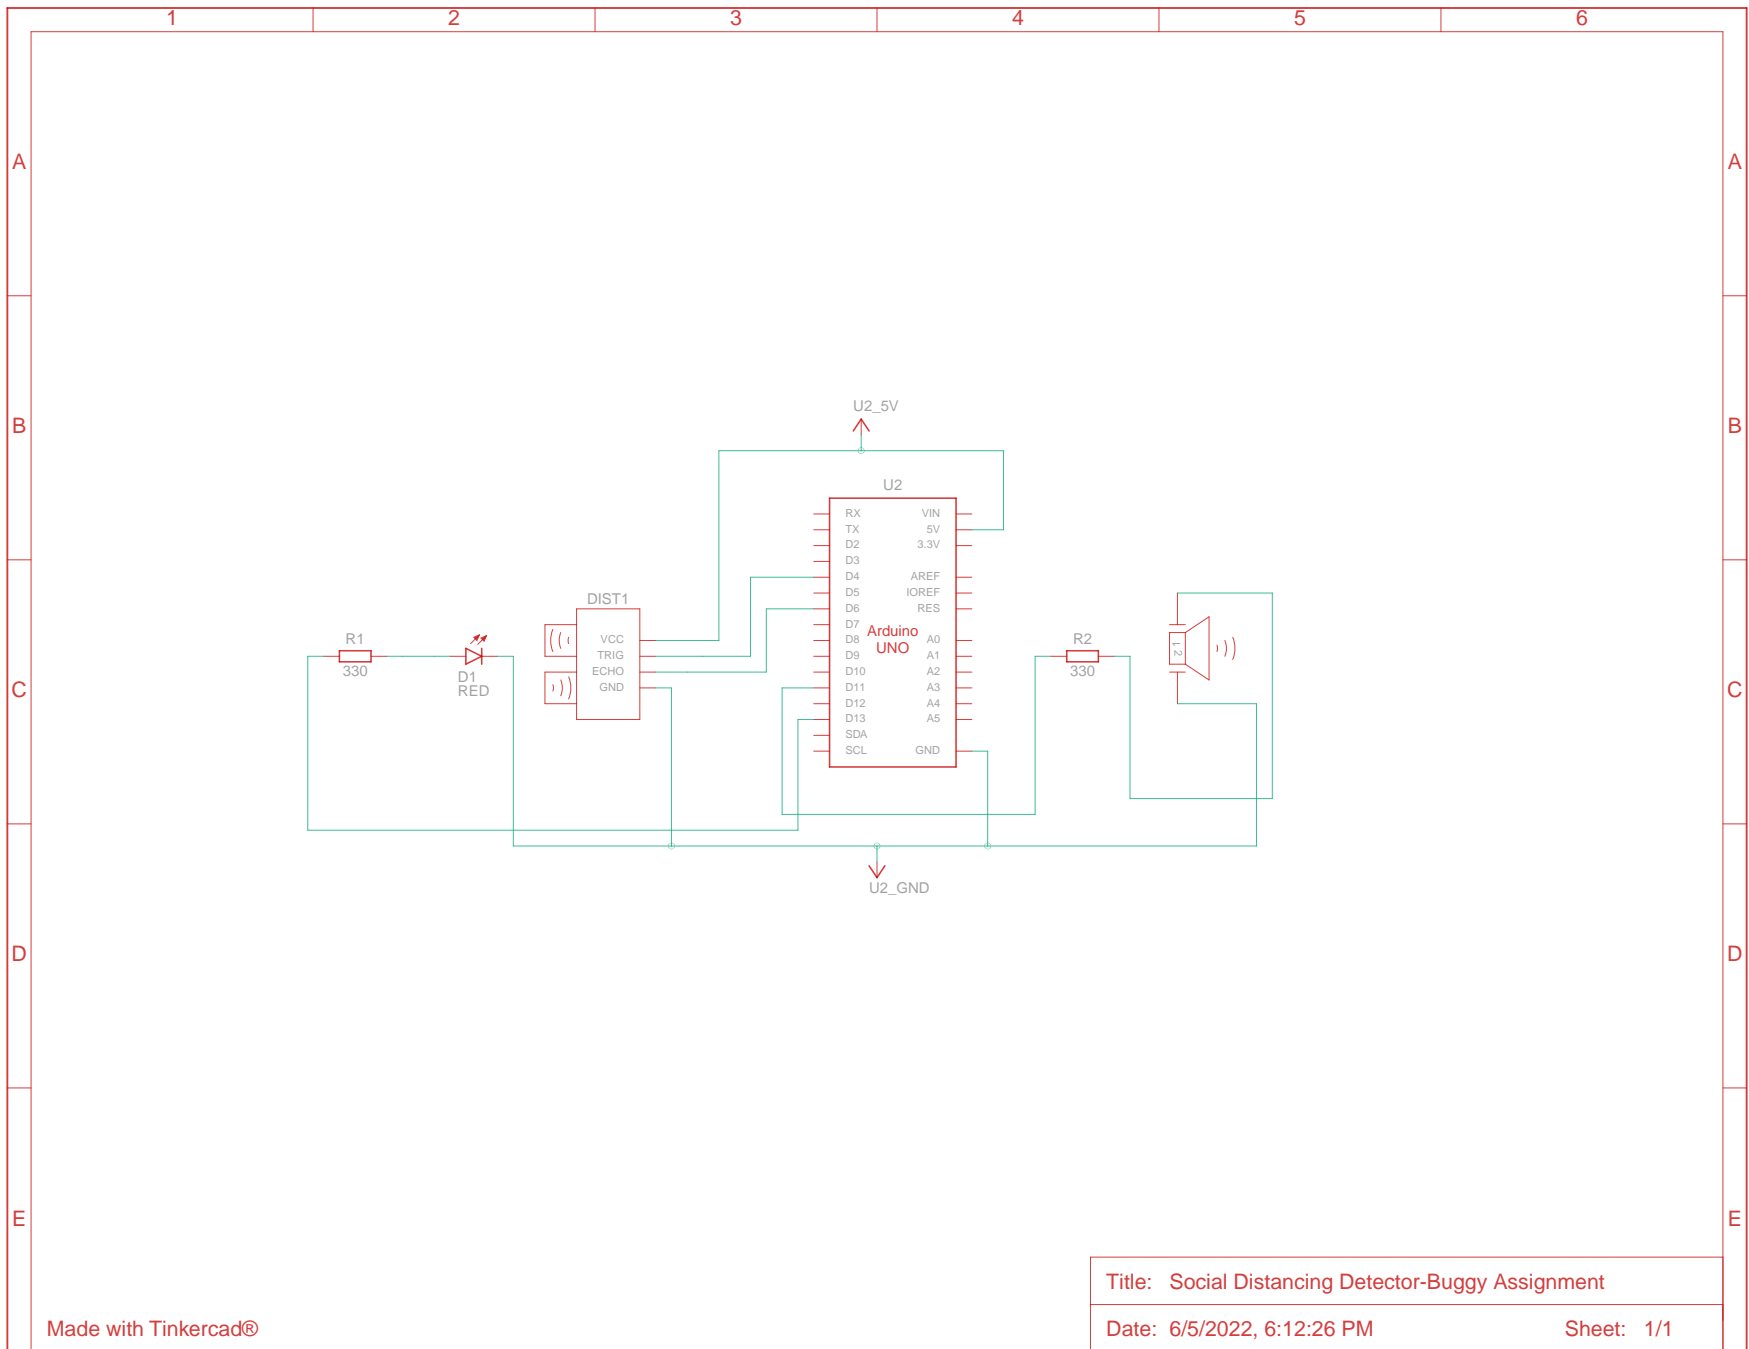 1 2 3 4 5 6
A A
B B
C C
D D
E E
U2_5V
U2
RX VIN
TX 5V
D2 3.3V
D3
D4 AREF
D5 IOREF
D6 RES
D7
D8 A0
D9 A1
D10 A2
D11 A3
D12 A4
D13 A5
SDA
SCL GND
Arduino
UNO
DIST1
VCC
TRIG
ECHO
GND
R1
330
D1
RED
R2
330
1 2
U2_GND
Title: Social Distancing Detector-Buggy Assignment
Made with Tinkercad®
Date: 6/5/2022, 6:12:26 PM Sheet: 1/1